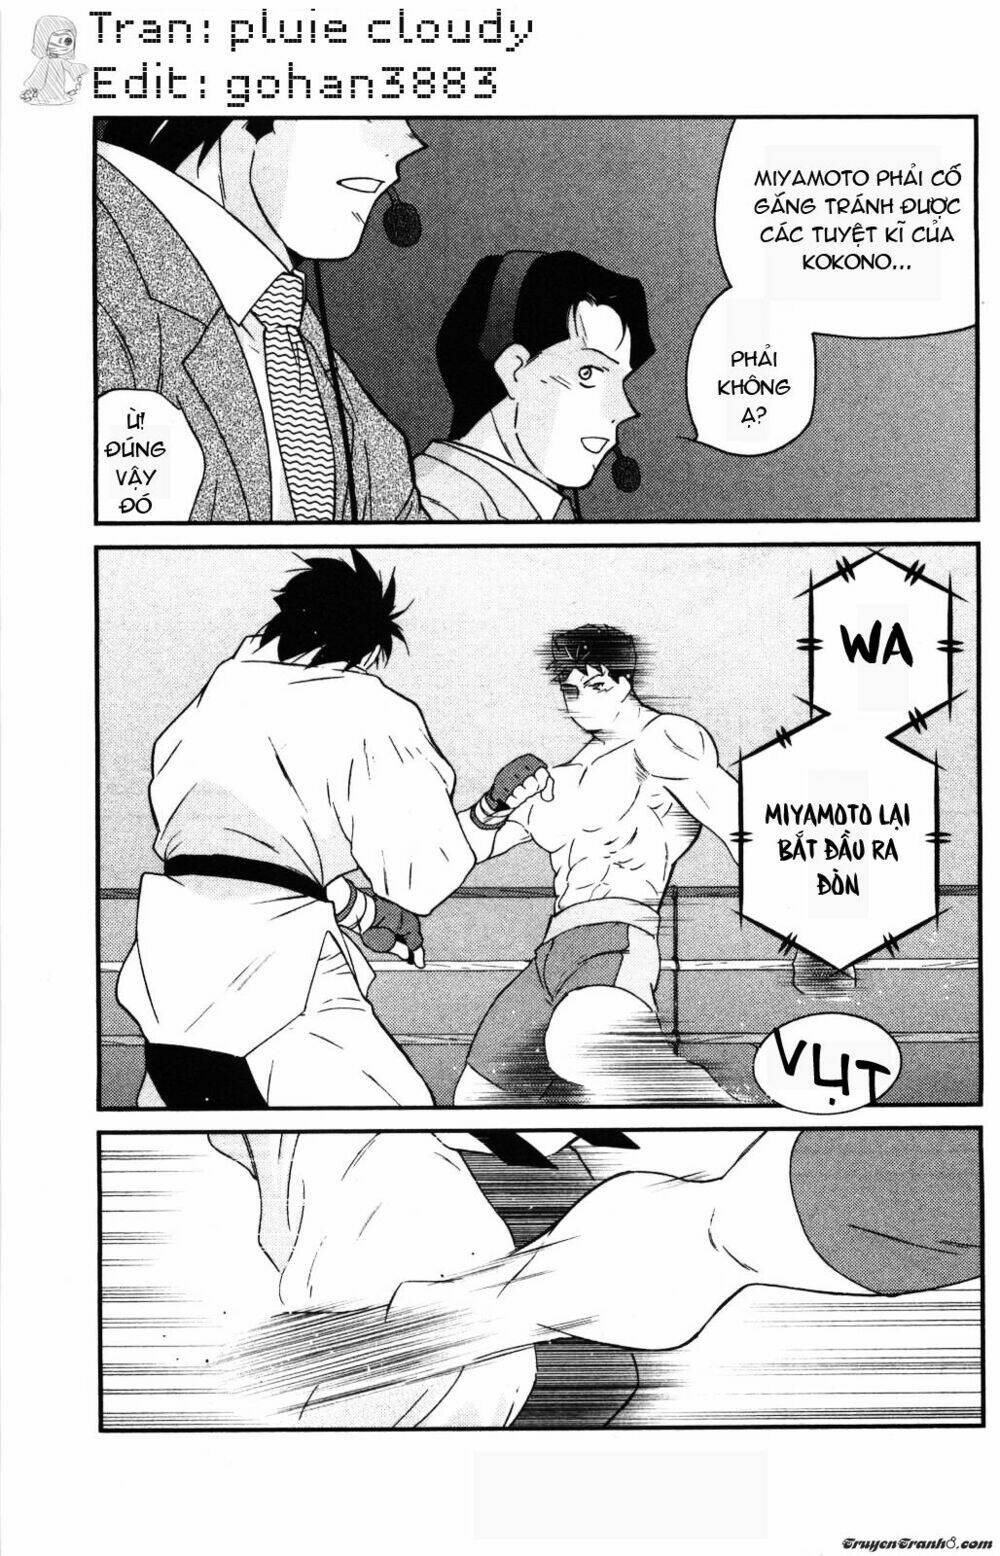 Tran: pluie cloudy
Edit: gohan3883
MIYAMOTO PHẢI CỐ
GẮNG TRÁNH ĐƯỢC
CÁC TUYỆT KĨ CỦA
KOKONO...
PHẢI
KHÔNG
Ạ?
Ừ!
ĐÚNG
VẬY
ĐÓ
WA
MIYAMOTO LẠI
BẮT ĐẦU RA
ĐÒN
VỤT
TruyenTranh8.com